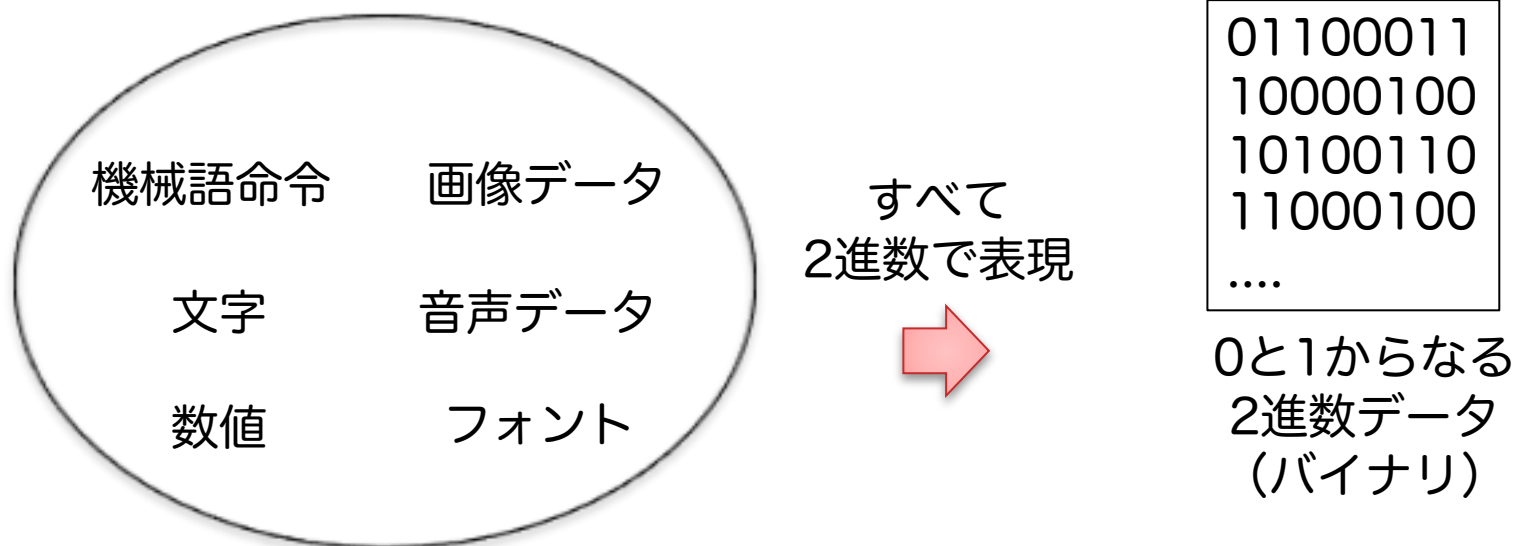 機械語命令 画像データ
文字 音声データ
数値 フォント
すべて
2進数で表現
01100011
10000100
10100110
11000100
....
0と1からなる
2進数データ
（バイナリ）